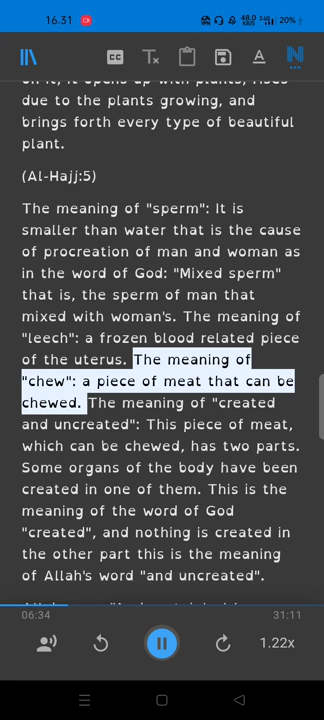 16.31 48.0 KB/S 20%
CC T× A N
due to the plants growing, and
brings forth every type of beautiful
plant.
(Al-Hajj:5)
The meaning of "sperm": It is
smaller than water that is the cause
of procreation of man and woman as
in the word of God: "Mixed sperm"
that is, the sperm of man that
mixed with woman's. The meaning of
"leech": a frozen blood related piece
of the uterus. The meaning of
"chew": a piece of meat that can be
chewed. The meaning of "created
and uncreated": This piece of meat,
which can be chewed, has two parts.
Some organs of the body have been
created in one of them. This is the
meaning of the word of God
"created", and nothing is created in
the other part this is the meaning
of Allah's word "and uncreated".
06:34 31:11
1.22x